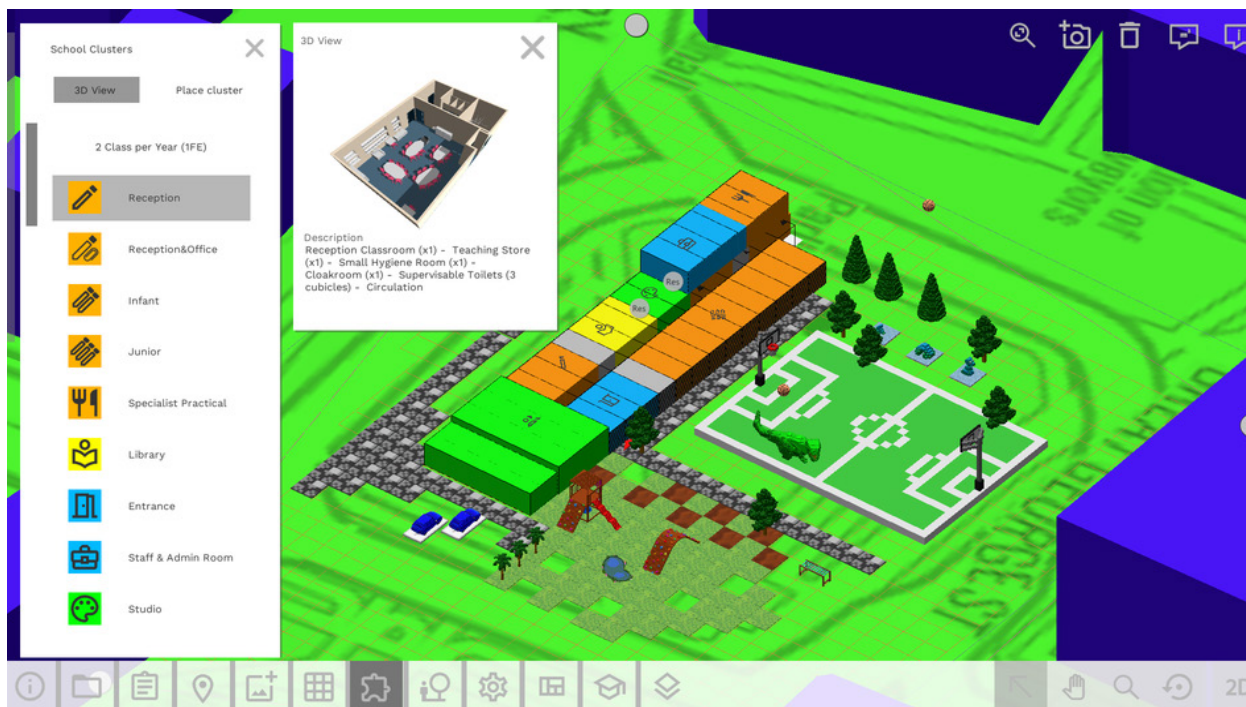 School Clusters
3D View
Place cluster
2 Class per Year (1FE)
Reception
Reception&Office
Infant
Junior
Specialist Practical
Library
Entrance
Staff & Admin Room
Studio
3D View
Description
Reception Classroom (x1) - Teaching Store
(x1) - Small Hygiene Room (x1) -
Cloakroom (x1) - Supervisable Toilets (3
cubicles) - Circulation
Res
Res
2D